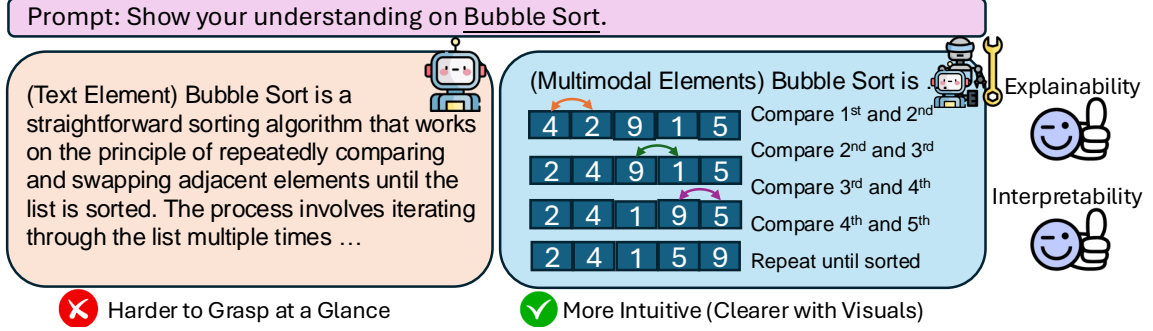 Prompt: Show your understanding on Bubble Sort.
(Text Element) Bubble Sort is a
straightforward sorting algorithm that works
on the principle of repeatedly comparing
and swapping adjacent elements until the
list is sorted. The process involves iterating
through the list multiple times …
Harder to Grasp at a Glance
(Multimodal Elements) Bubble Sort is .
4 2 9 1 5
Compare 1st and 2nd
Compare 2nd and 3rd
2 4 9 1 5
Compare 3rd and 4th
2 4 1 9 5
Compare 4th and 5th
2 4 1 5 9
Repeat until sorted
More Intuitive (Clearer with Visuals)
Explainability
Interpretability